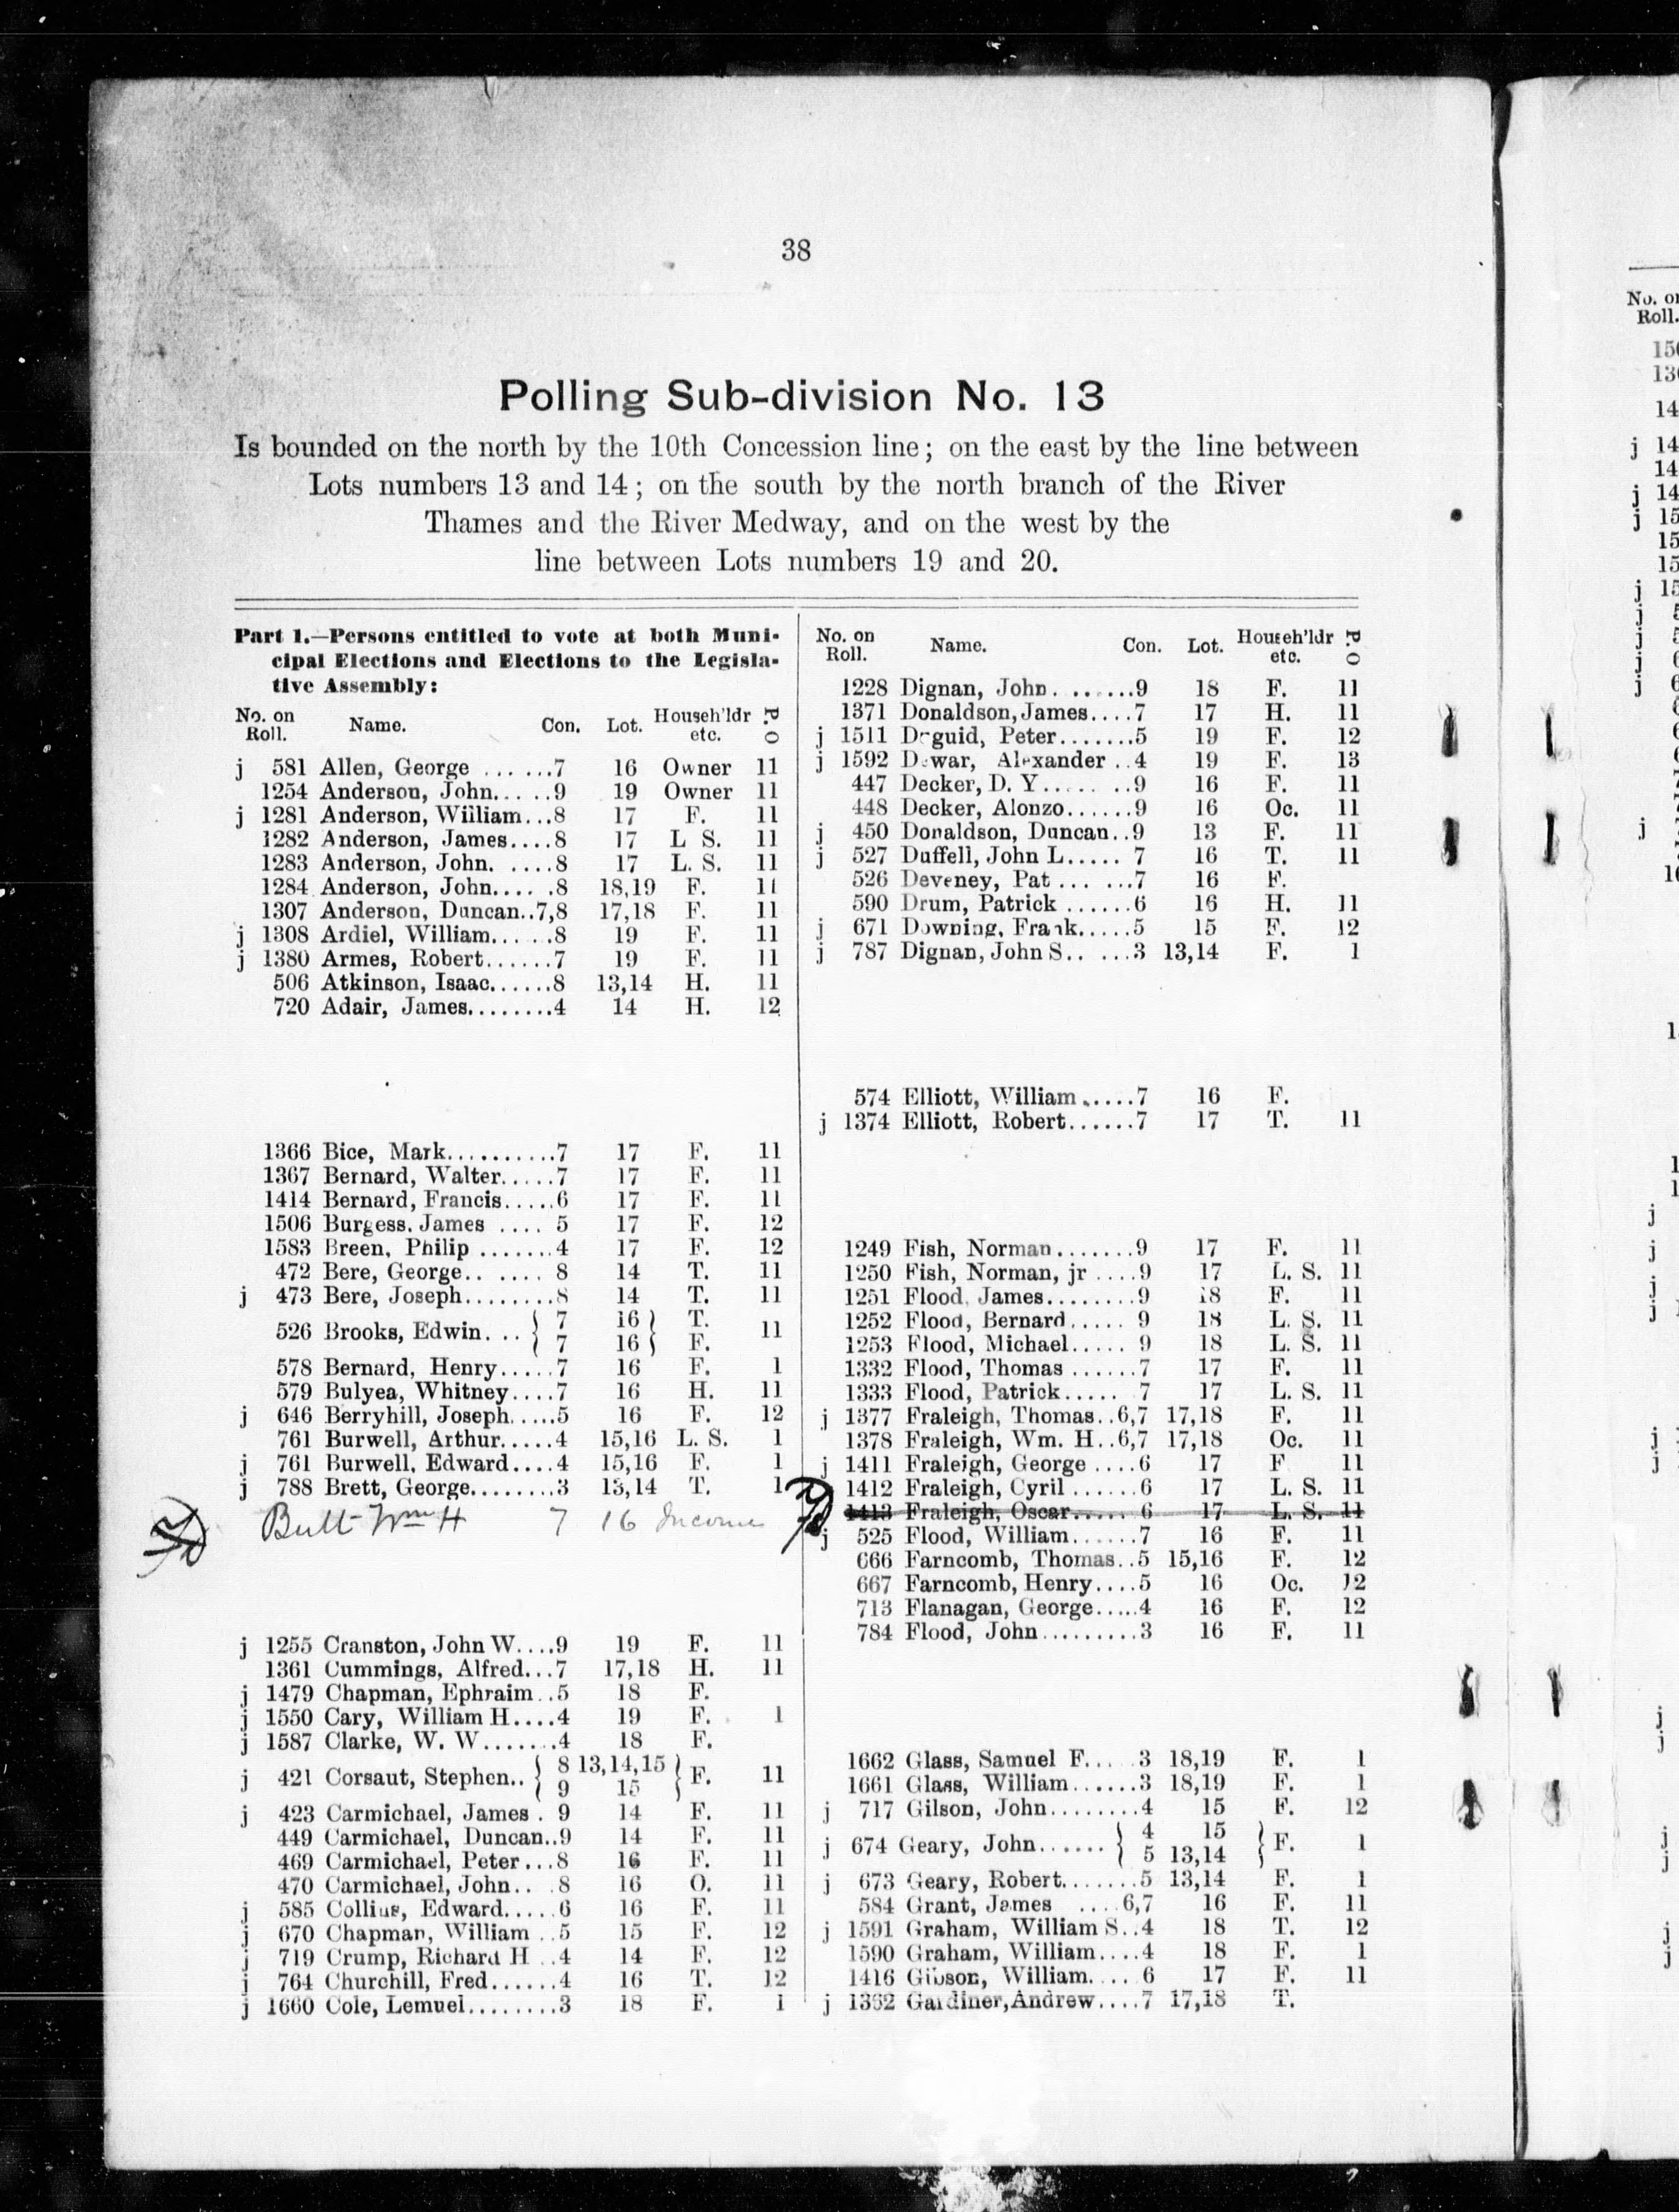 38
Polling Sub-division No. 13
Is bounded on the north by the 10th Concession line; on the east by the line between
Lots numbers 13 and 14; on the south by the north branch of the River
Thames and the River Medway, and on the west by the
line between Lots numbers 19 and 20.
Part 1.—Persons entitled to vote at both Muni-
cipal Elections and Elections to the Legisla-
tive Assembly:
No. on Roll. Name. Con. Lot. Househ'ldr etc. P.O
j 581 Allen, George ......7 16 Owner 11
1254 Anderson, John.....9 19 Owner 11
j 1281 Anderson, William...8 17 F. 11
1282 Anderson, James....8 17 L S. 11
1283 Anderson, John. ....8 17 L. S. 11
1284 Anderson, John.... .8 18,19 F. 11
1307 Anderson, Duncan..7,8 17,18 F. 11
j 1308 Ardiel, William......8 19 F. 11
j 1380 Armes, Robert......7 19 F. 11
506 Atkinson, Isaac......8 13,14 H. 11
720 Adair, James........4 14 H. 12
1366 Bice, Mark..........7 17 F. 11
1367 Bernard, Walter.....7 17 F. 11
1414 Bernard, Francis.....6 17 F. 11
1506 Burgess, James .... 5 17 F. 12
1583 Breen, Philip .......4 17 F. 12
472 Bere, George.. .... 8 14 T. 11
j 473 Bere, Joseph........8 14 T. 11
526 Brooks, Edwin. .. { 7 16 } T. 11
{ 7 16 } F.
578 Bernard, Henry.....7 16 F. 1
579 Bulyea, Whitney....7 16 H. 11
j 646 Berryhill, Joseph.....5 16 F. 12
761 Burwell, Arthur.....4 15,16 L. S. 1
j 761 Burwell, Edward....4 15,16 F. 1
j 788 Brett, George........3 13,14 T. 1
Butt Wm H 7 16 Income
j 1255 Cranston, John W....9 19 F. 11
1361 Cummings, Alfred...7 17,18 H. 11
j 1479 Chapman, Ephraim..5 18 F.
j 1550 Cary, William H....4 19 F. 1
j 1587 Clarke, W. W.......4 18 F.
j 421 Corsaut, Stephen.. { 8 13,14,15 } F. 11
{ 9 15 }
j 423 Carmichael, James . 9 14 F. 11
449 Carmichael, Duncan..9 14 F. 11
469 Carmichael, Peter...8 16 F. 11
470 Carmichael, John.. .8 16 O. 11
j 585 Collins, Edward.....6 16 F. 11
j 670 Chapman, William ..5 15 F. 12
j 719 Crump, Richard H ..4 14 F. 12
j 764 Churchill, Fred......4 16 T. 12
j 1660 Cole, Lemuel........3 18 F. 1
No. on Roll. Name. Con. Lot. Househ'ldr etc. P.O
1228 Dignan, John........9 18 F. 11
1371 Donaldson, James....7 17 H. 11
j 1511 Duguid, Peter.......5 19 F. 12
j 1592 Dewar, Alexander ..4 19 F. 13
447 Decker, D. Y..... ..9 16 F. 11
448 Decker, Alonzo......9 16 Oc. 11
j 450 Donaldson, Duncan..9 13 F. 11
j 527 Duffell, John L..... 7 16 T. 11
526 Deveney, Pat ... ...7 16 F.
590 Drum, Patrick ......6 16 H. 11
j 671 Downing, Frank.....5 15 F. 12
j 787 Dignan, John S.. ...3 13,14 F. 1
574 Elliott, William.....7 16 F.
j 1374 Elliott, Robert......7 17 T. 11
1249 Fish, Norman.......9 17 F. 11
1250 Fish, Norman, jr ....9 17 L. S. 11
1251 Flood, James........9 18 F. 11
1252 Flood, Bernard..... 9 18 L. S. 11
1253 Flood, Michael..... 9 18 L. S. 11
1332 Flood, Thomas ......7 17 F. 11
1333 Flood, Patrick..... 7 17 L. S. 11
j 1377 Fraleigh, Thomas..6,7 17,18 F. 11
1378 Fraleigh, Wm. H..6,7 17,18 Oc. 11
j 1411 Fraleigh, George ....6 17 F 11
1412 Fraleigh, Cyril ......6 17 L. S. 11
1413 Fraleigh, Oscar..... 6 17 L. S. 11
j 525 Flood, William......7 16 F. 11
666 Farncomb, Thomas..5 15,16 F. 12
667 Farncomb, Henry....5 16 Oc. 12
713 Flanagan, George.....4 16 F. 12
784 Flood, John.........3 16 F. 11
1662 Glass, Samuel F.... 3 18,19 F. 1
1661 Glass, William......3 18,19 F. 1
j 717 Gilson, John........4 15 F. 12
j 674 Geary, John...... { 4 15 } F. 1
{ 5 13,14 }
j 673 Geary, Robert.......5 13,14 F. 1
584 Grant, James ....6,7 16 F. 11
j 1591 Graham, William S..4 18 T. 12
1590 Graham, William....4 18 F. 1
1416 Gibson, William..... 6 17 F. 11
j 1362 Gardiner, Andrew....7 17,18 T.